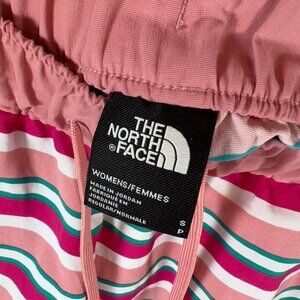 THE
NORTH
FACE
®
WOMENS/FEMMES
MADE IN JORDAN
FABRIQUÉ EN
JORDANIE
REGULAR/NORMALE
S
P